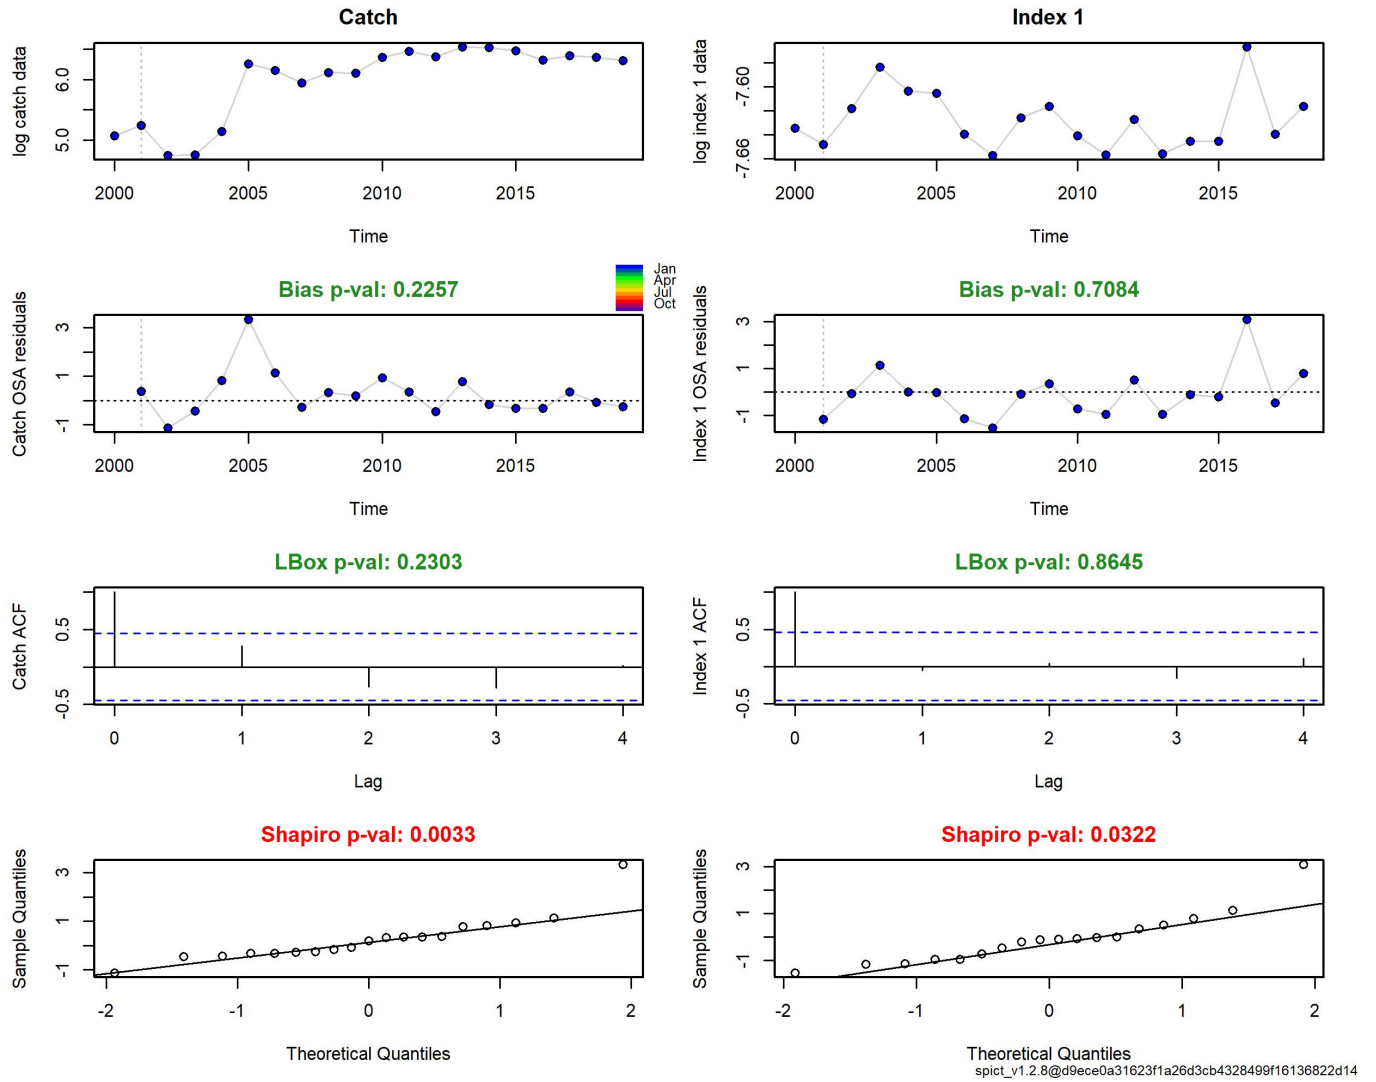 Catch
log catch data
5.0 6.0
2000 2005 2010 2015
Time
Index 1
log index 1 data
-7.66 -7.60
2000 2005 2010 2015
Time
Bias p-val: 0.2257
Jan
Apr
Jul
Oct
Catch OSA residuals
-1 1 3
2000 2005 2010 2015
Time
Bias p-val: 0.7084
Index 1 OSA residuals
-1 1 3
2000 2005 2010 2015
Time
LBox p-val: 0.2303
Catch ACF
-0.5 0.5
0 1 2 3 4
Lag
LBox p-val: 0.8645
Index 1 ACF
-0.5 0.5
0 1 2 3 4
Lag
Shapiro p-val: 0.0033
Sample Quantiles
-1 1 3
-2 -1 0 1 2
Theoretical Quantiles
Shapiro p-val: 0.0322
Sample Quantiles
-1 1 3
-2 -1 0 1 2
Theoretical Quantiles
spict_v1.2.8@d9ece0a31623f1a26d3cb4328499f16136822d14